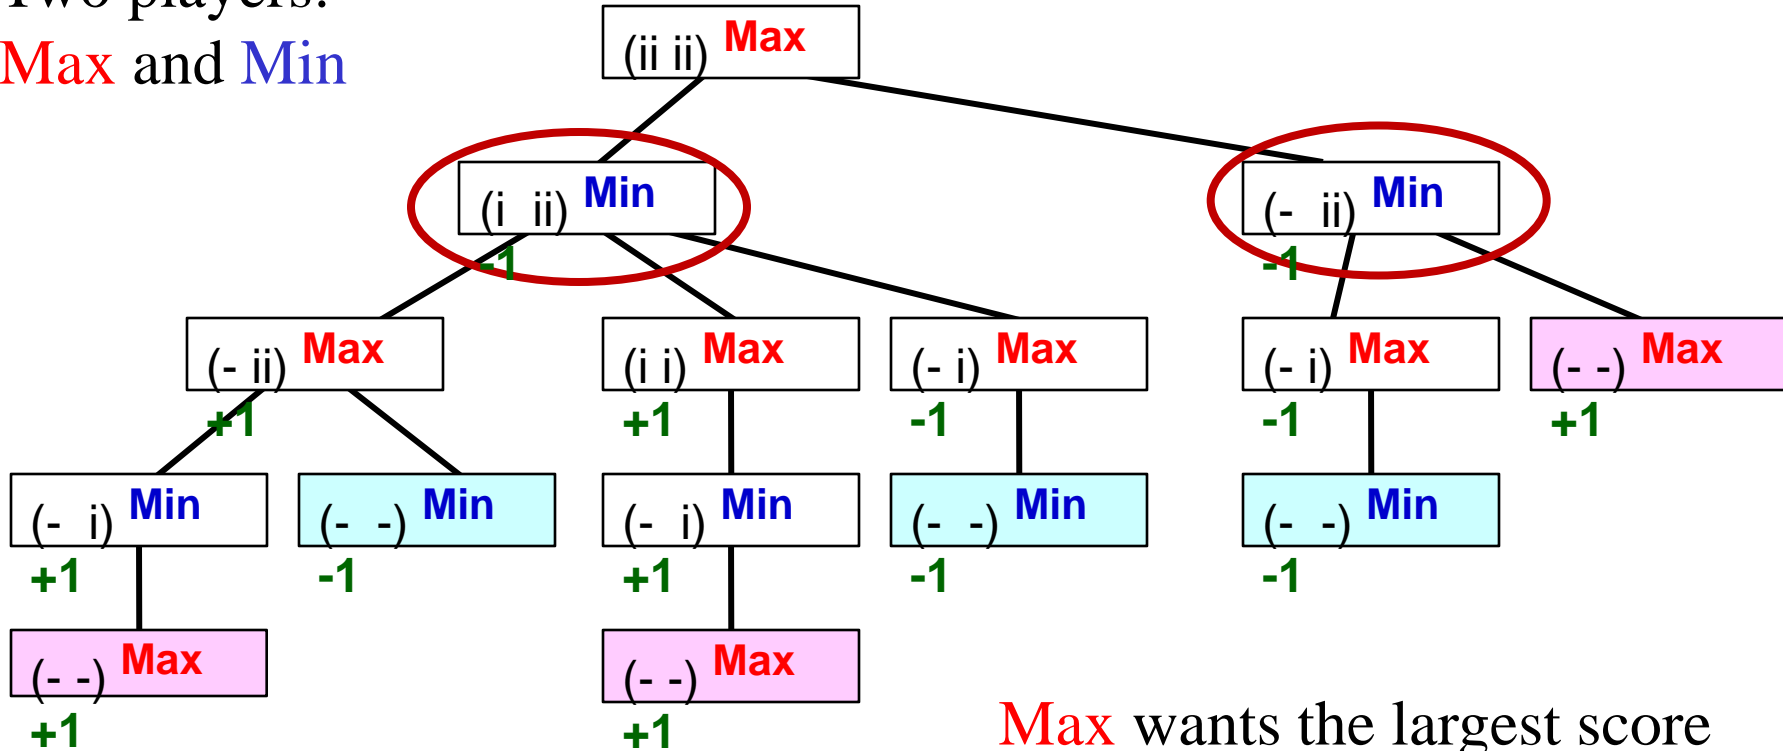 Two players:
Max and Min
(ii ii) Max
(i ii) Min
-1
(- ii) Min
-1
(- ii) Max
+1
(i i) Max
+1
(- i) Max
-1
(- i) Max
-1
(- -) Max
+1
(- i) Min
+1
(- -) Min
-1
(- i) Min
+1
(- -) Min
-1
(- -) Min
-1
(- -) Max
+1
(- -) Max
+1
Max wants the largest score